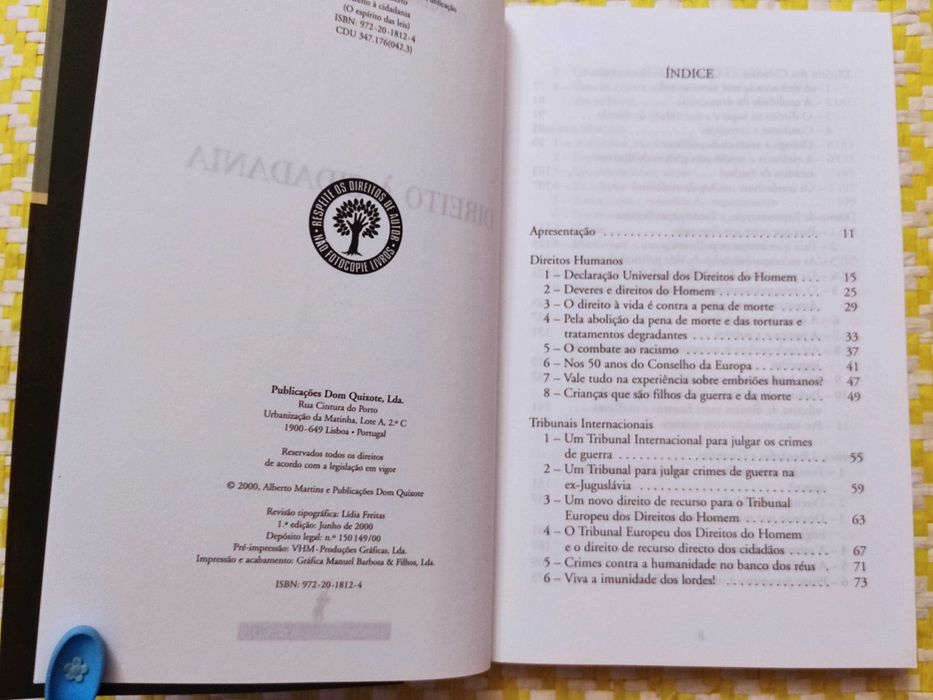 ublicação
reito à cidadania
(O espírito das leis)
ISBN: 972-20-1812-4
CDU 347.176(042.3)
DIREITO À CIDADANIA
RESPEITE OS DIREITOS DE AUTOR
NÃO FOTOCOPIE LIVROS
Publicações Dom Quixote, Lda.
Rua Cintura do Porto
Urbanização da Matinha, Lote A, 2.º C
1900-649 Lisboa • Portugal
Reservados todos os direitos
de acordo com a legislação em vigor
© 2000, Alberto Martins e Publicações Dom Quixote
Revisão tipográfica: Lídia Freitas
1.ª edição: Junho de 2000
Depósito legal: n.º 150 149/00
Pré-impressão: VHM-Produções Gráficas, Lda.
Impressão e acabamento: Gráfica Manuel Barbosa & Filhos, Lda.
ISBN: 972-20-1812-4
ÍNDICE
Apresentação .............................. 11
Direitos Humanos
1 – Declaração Universal dos Direitos do Homem ... 15
2 – Deveres e direitos do Homem .............. 25
3 – O direito à vida é contra a pena de morte ...... 29
4 – Pela abolição da pena de morte e das torturas e
tratamentos degradantes .................. 33
5 – O combate ao racismo .................... 37
6 – Nos 50 anos do Conselho da Europa ......... 41
7 – Vale tudo na experiência sobre embriões humanos? 47
8 – Crianças que são filhos da guerra e da morte .... 49
Tribunais Internacionais
1 – Um Tribunal Internacional para julgar os crimes
de guerra ............................ 55
2 – Um Tribunal para julgar crimes de guerra na
ex-Juguslávia .......................... 59
3 – Um novo direito de recurso para o Tribunal
Europeu dos Direitos do Homem ........... 63
4 – O Tribunal Europeu dos Direitos do Homem
e o direito de recurso directo dos cidadãos ..... 67
5 – Crimes contra a humanidade no banco dos réus . 71
6 – Viva a imunidade dos lordes! .............. 73
8